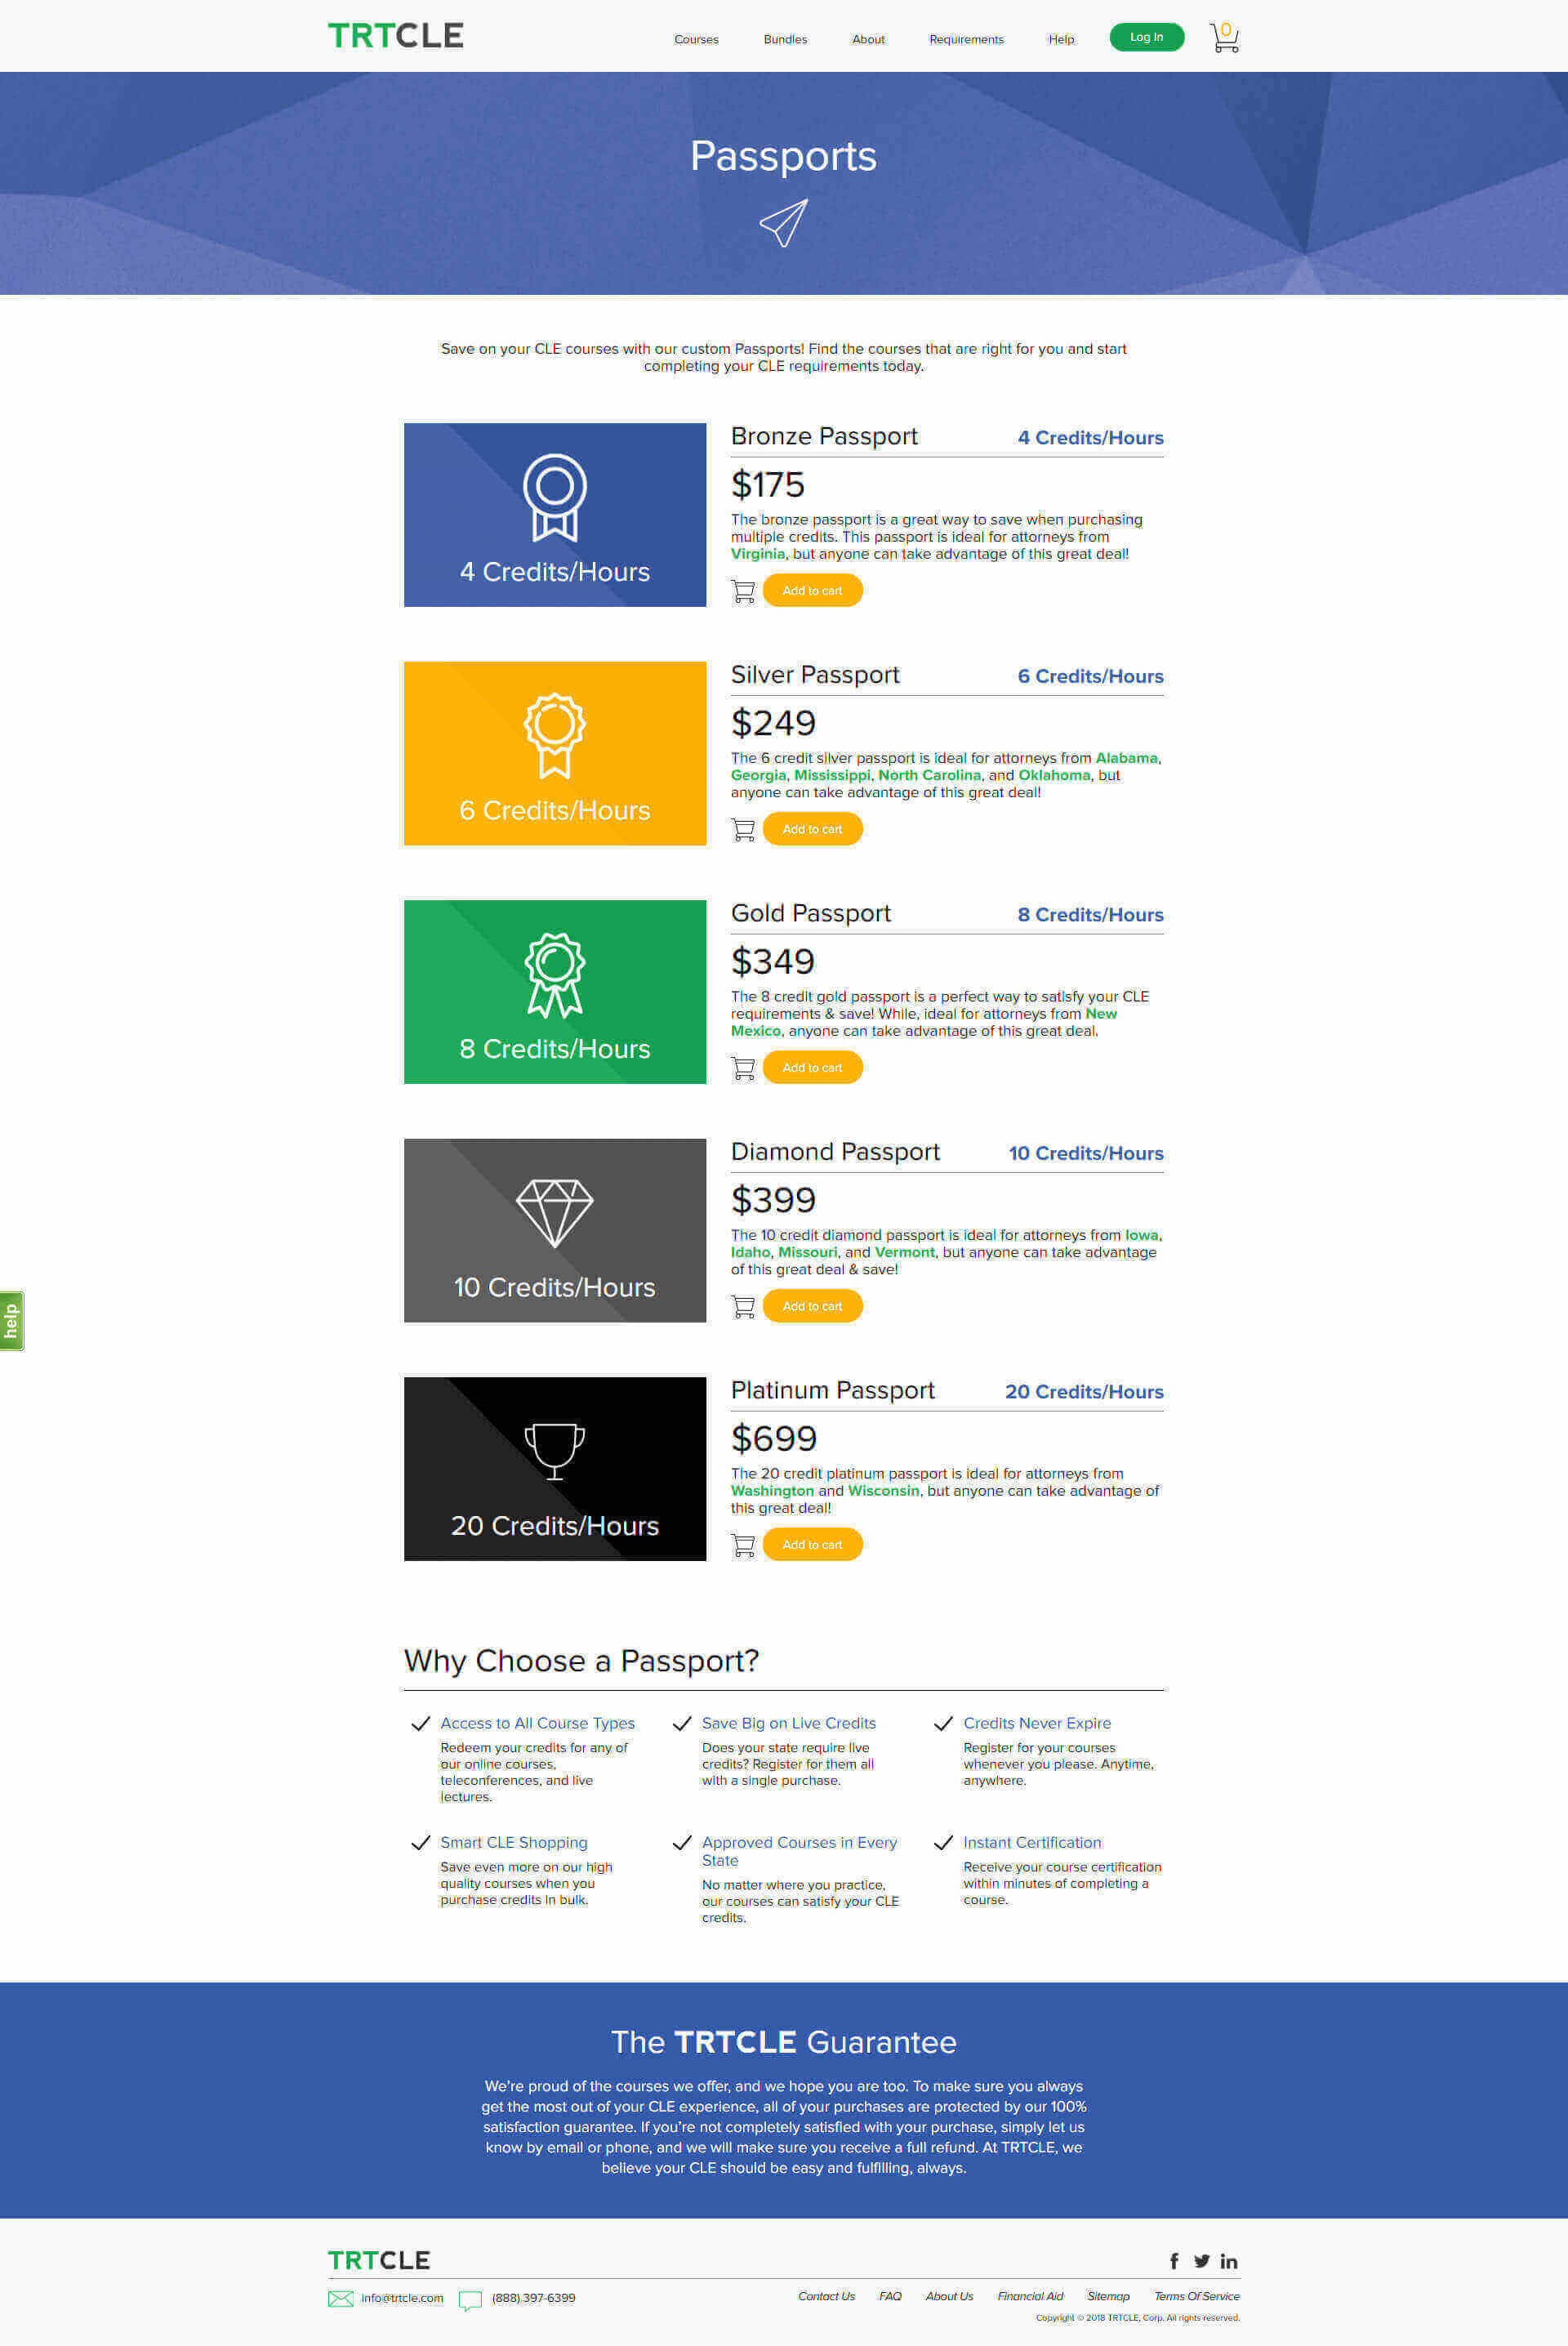 TRTCLE
Courses
Bundles
About
Requirements
Help
Log In
0
Passports
Save on your CLE courses with our custom Passports! Find the courses that are right for you and start
completing your CLE requirements today.
4 Credits/Hours
Bronze Passport
4 Credits/Hours
$175
The bronze passport is a great way to save when purchasing
multiple credits. This passport is ideal for attorneys from
Virginia, but anyone can take advantage of this great deal!
Add to cart
6 Credits/Hours
Silver Passport
6 Credits/Hours
$249
The 6 credit silver passport is ideal for attorneys from Alabama,
Georgia, Mississippi, North Carolina, and Oklahoma, but
anyone can take advantage of this great deal!
Add to cart
8 Credits/Hours
Gold Passport
8 Credits/Hours
$349
The 8 credit gold passport is a perfect way to satisfy your CLE
requirements & save! While, ideal for attorneys from New
Mexico, anyone can take advantage of this great deal.
Add to cart
10 Credits/Hours
Diamond Passport
10 Credits/Hours
$399
The 10 credit diamond passport is ideal for attorneys from Iowa,
Idaho, Missouri, and Vermont, but anyone can take advantage
of this great deal & save!
Add to cart
help
20 Credits/Hours
Platinum Passport
20 Credits/Hours
$699
The 20 credit platinum passport is ideal for attorneys from
Washington and Wisconsin, but anyone can take advantage of
this great deal!
Add to cart
Why Choose a Passport?
Access to All Course Types
Redeem your credits for any of
our online courses,
teleconferences, and live
lectures.
Save Big on Live Credits
Does your state require live
credits? Register for them all
with a single purchase.
Credits Never Expire
Register for your courses
whenever you please. Anytime,
anywhere.
Smart CLE Shopping
Save even more on our high
quality courses when you
purchase credits in bulk.
Approved Courses in Every
State
No matter where you practice,
our courses can satisfy your CLE
credits.
Instant Certification
Receive your course certification
within minutes of completing a
course.
The TRTCLE Guarantee
We're proud of the courses we offer, and we hope you are too. To make sure you always
get the most out of your CLE experience, all of your purchases are protected by our 100%
satisfaction guarantee. If you're not completely satisfied with your purchase, simply let us
know by email or phone, and we will make sure you receive a full refund. At TRTCLE, we
believe your CLE should be easy and fulfilling, always.
TRTCLE
info@trtcle.com
(888) 397-6399
Contact Us
FAQ
About Us
Financial Aid
Sitemap
Terms Of Service
Copyright © 2018 TRTCLE, Corp. All rights reserved.